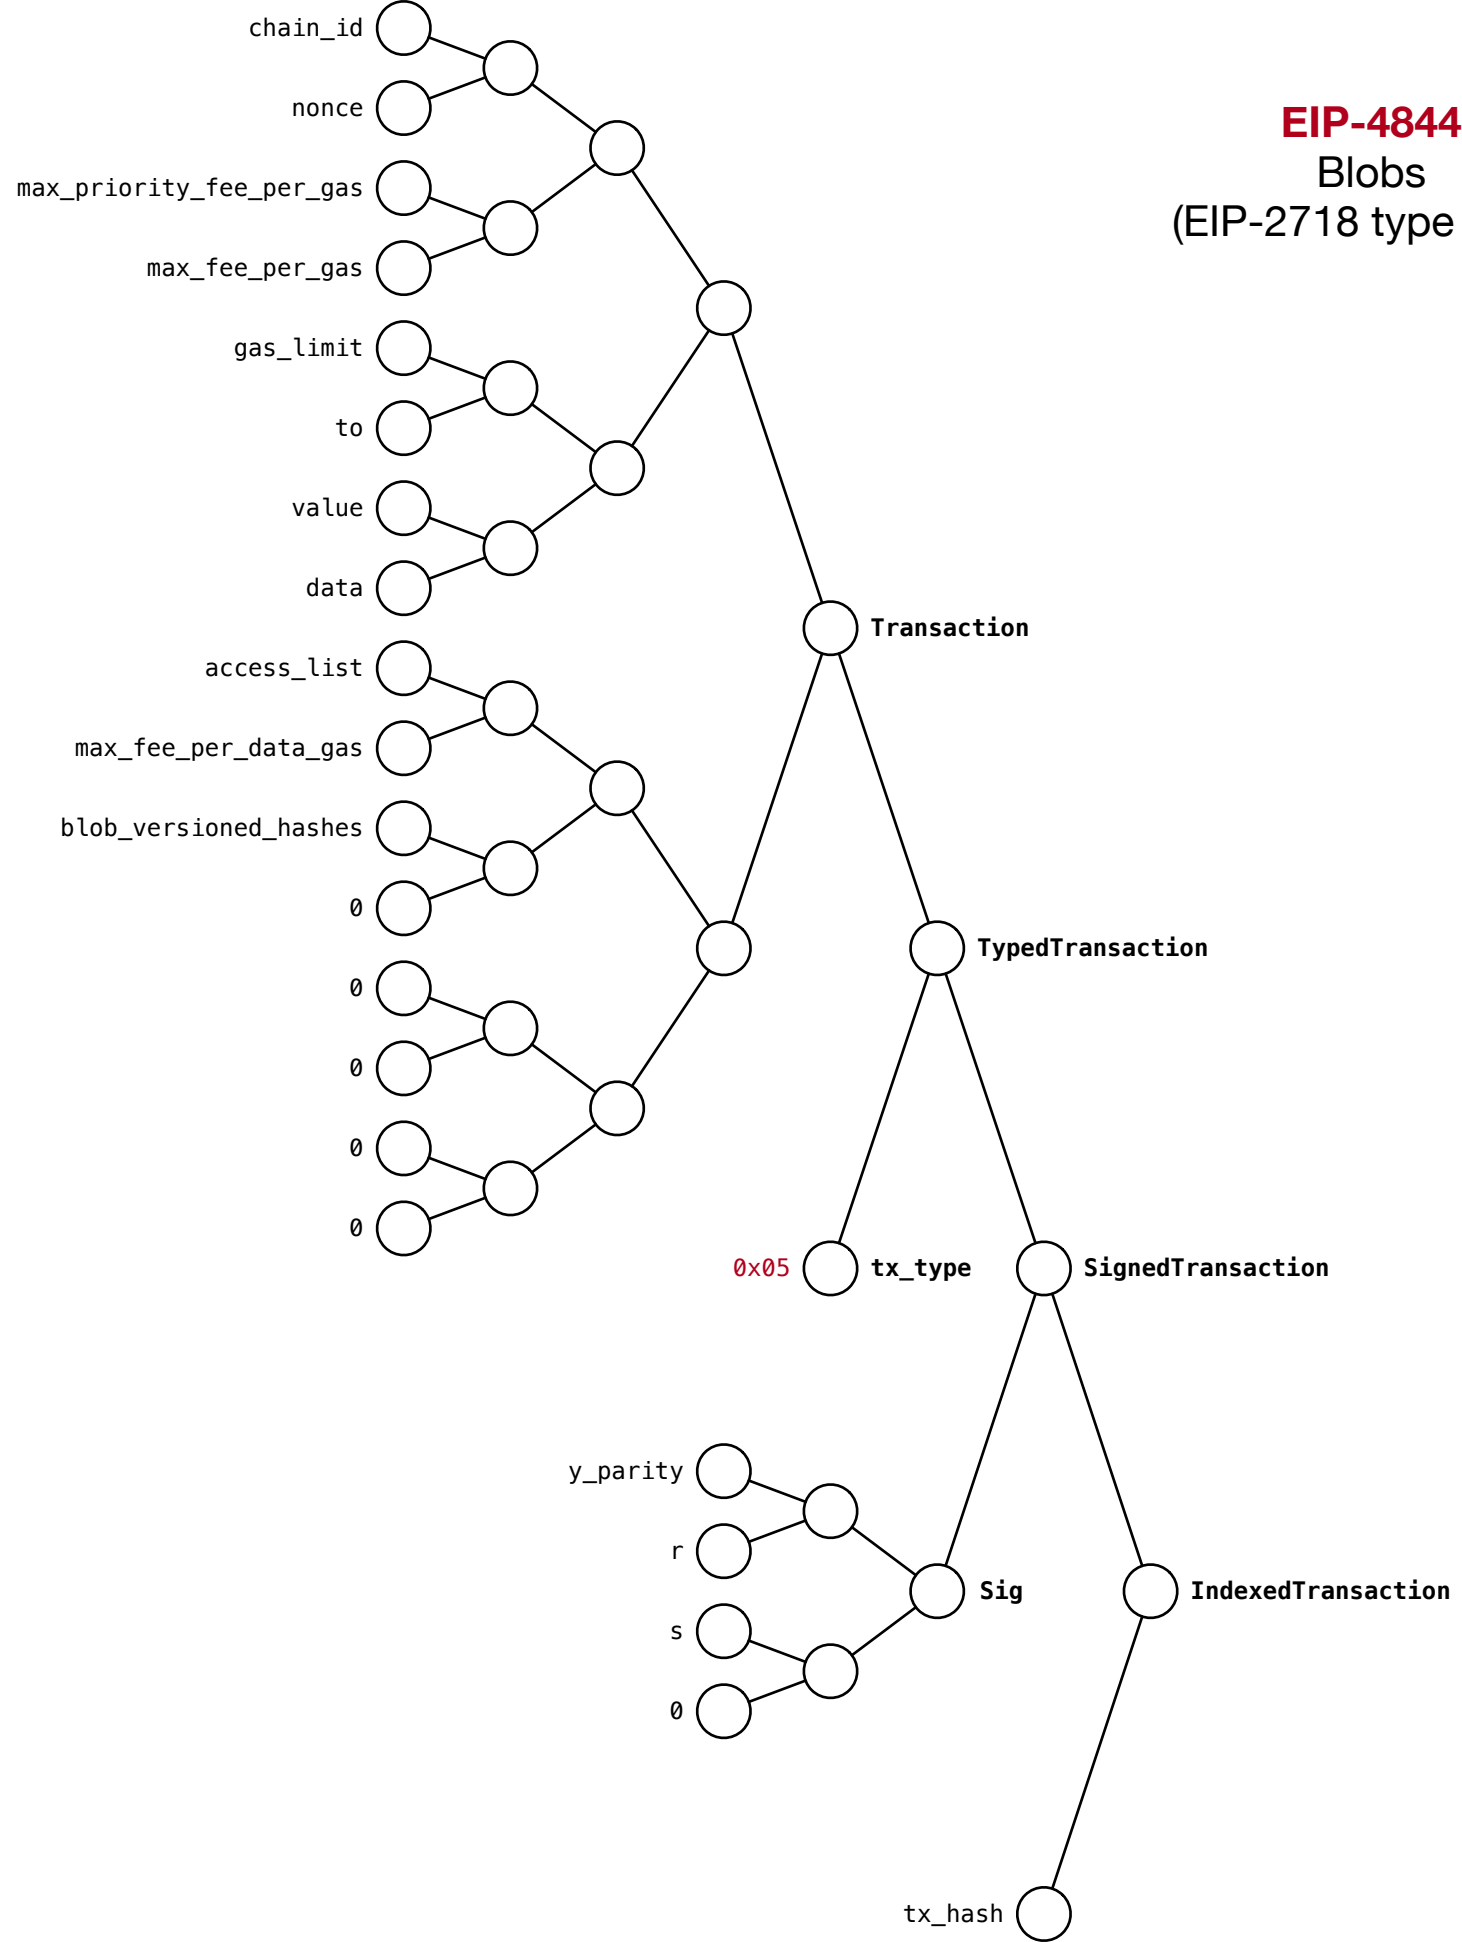 chain_id
nonce
max_priority_fee_per_gas
max_fee_per_gas
gas_limit
to
value
data
access_list
max_fee_per_data_gas
blob_versioned_hashes
0
0
0
0
0
EIP-4844
Blobs
(EIP-2718 type
Transaction
TypedTransaction
0x05 tx_type
SignedTransaction
y_parity
r
s
0
Sig
IndexedTransaction
tx_hash